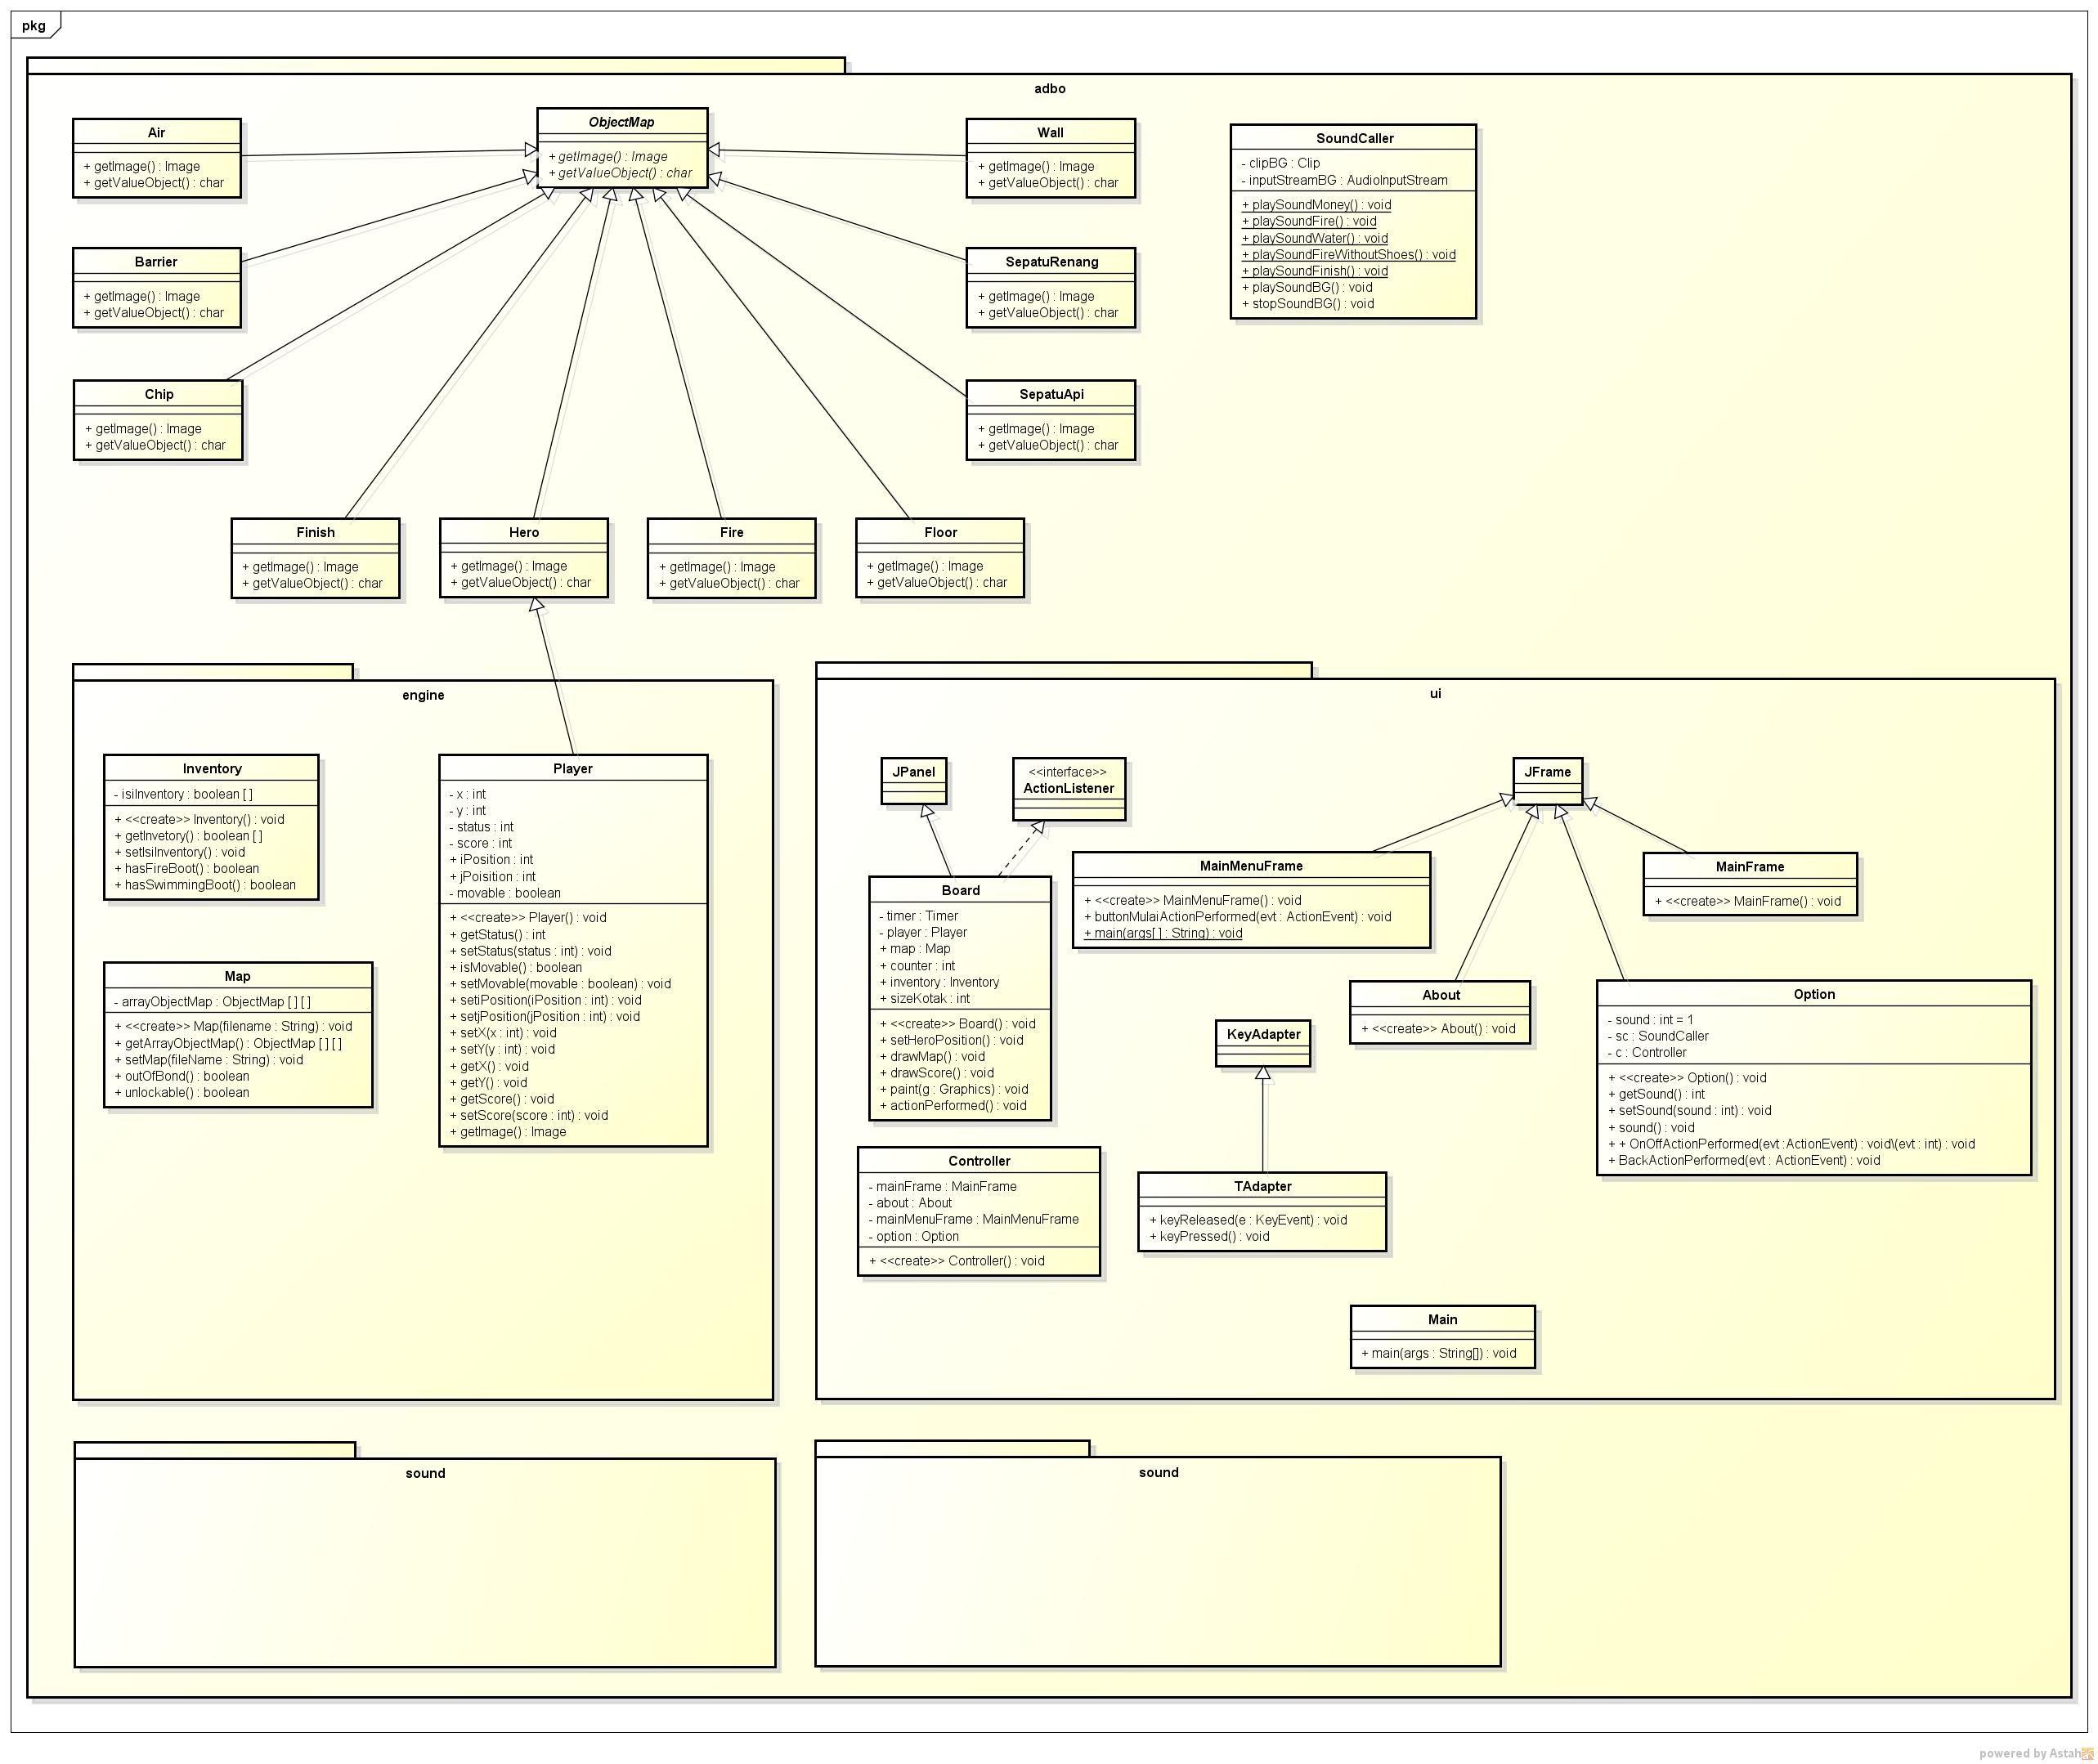 pkg
adbo
Air
+ getImage() : Image
+ getValueObject() : char
ObjectMap
+ getImage() : Image
+ getValueObject() : char
Wall
+ getImage() : Image
+ getValueObject() : char
SoundCaller
- clipBG : Clip
- inputStreamBG : AudioInputStream
+ playSoundMoney() : void
+ playSoundFire() : void
+ playSoundWater() : void
+ playSoundFireWithoutShoes() : void
+ playSoundFinish() : void
+ playSoundBG() : void
+ stopSoundBG() : void
Barrier
+ getImage() : Image
+ getValueObject() : char
SepatuRenang
+ getImage() : Image
+ getValueObject() : char
Chip
+ getImage() : Image
+ getValueObject() : char
SepatuApi
+ getImage() : Image
+ getValueObject() : char
Finish
+ getImage() : Image
+ getValueObject() : char
Hero
+ getImage() : Image
+ getValueObject() : char
Fire
+ getImage() : Image
+ getValueObject() : char
Floor
+ getImage() : Image
+ getValueObject() : char
engine
Inventory
- isiInventory : boolean [ ]
+ <<create>> Inventory() : void
+ getInvetory() : boolean [ ]
+ setIsiInventory() : void
+ hasFireBoot() : boolean
+ hasSwimmingBoot() : boolean
Map
- arrayObjectMap : ObjectMap [ ] [ ]
+ <<create>> Map(filename : String) : void
+ getArrayObjectMap() : ObjectMap [ ] [ ]
+ setMap(fileName : String) : void
+ outOfBond() : boolean
+ unlockable() : boolean
Player
- x : int
- y : int
- status : int
- score : int
+ iPosition : int
+ jPoisition : int
- movable : boolean
+ <<create>> Player() : void
+ getStatus() : int
+ setStatus(status : int) : void
+ isMovable() : boolean
+ setMovable(movable : boolean) : void
+ setiPosition(iPosition : int) : void
+ setjPosition(jPosition : int) : void
+ setX(x : int) : void
+ setY(y : int) : void
+ getX() : void
+ getY() : void
+ getScore() : void
+ setScore(score : int) : void
+ getImage() : Image
ui
JPanel
<<interface>>
ActionListener
JFrame
Board
- timer : Timer
- player : Player
+ map : Map
+ counter : int
+ inventory : Inventory
+ sizeKotak : int
+ <<create>> Board() : void
+ setHeroPosition() : void
+ drawMap() : void
+ drawScore() : void
+ paint(g : Graphics) : void
+ actionPerformed() : void
MainMenuFrame
+ <<create>> MainMenuFrame() : void
+ buttonMulaiActionPerformed(evt : ActionEvent) : void
+ main(args[ ] : String) : void
MainFrame
+ <<create>> MainFrame() : void
About
+ <<create>> About() : void
Option
- sound : int = 1
- sc : SoundCaller
- c : Controller
+ <<create>> Option() : void
+ getSound() : int
+ setSound(sound : int) : void
+ sound() : void
+ + OnOffActionPerformed(evt :ActionEvent) : void\(evt : int) : void
+ BackActionPerformed(evt : ActionEvent) : void
KeyAdapter
Controller
- mainFrame : MainFrame
- about : About
- mainMenuFrame : MainMenuFrame
- option : Option
+ <<create>> Controller() : void
TAdapter
+ keyReleased(e : KeyEvent) : void
+ keyPressed() : void
Main
+ main(args : String[]) : void
sound
sound
powered by Astah